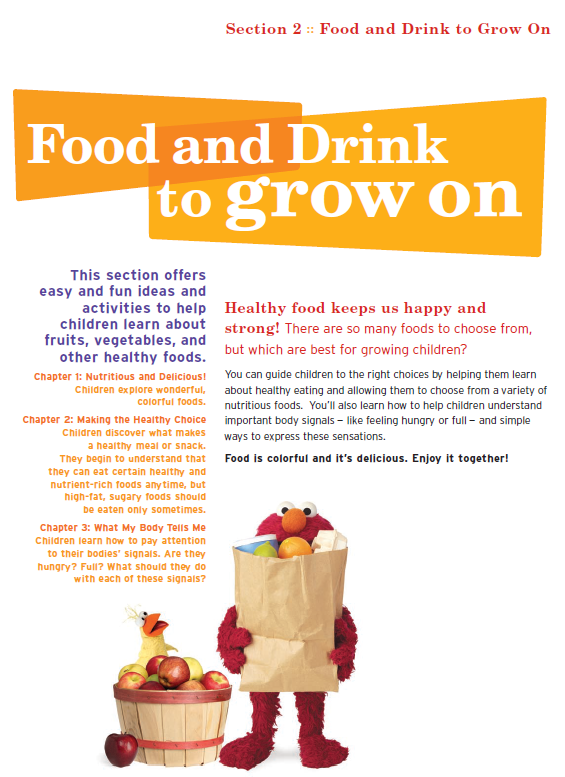 Section 2 :: Food and Drink to Grow On
Food and Drink
to grow on
This section offers
easy and fun ideas and
activities to help
children learn about
fruits, vegetables, and
other healthy foods.
Chapter 1: Nutritious and Delicious!
Children explore wonderful,
colorful foods.
Chapter 2: Making the Healthy Choice
Children discover what makes
a healthy meal or snack.
They begin to understand that
they can eat certain healthy and
nutrient-rich foods anytime, but
high-fat, sugary foods should
be eaten only sometimes.
Chapter 3: What My Body Tells Me
Children learn how to pay attention
to their bodies' signals. Are they
hungry? Full? What should they do
with each of these signals?
Healthy food keeps us happy and
strong! There are so many foods to choose from,
but which are best for growing children?
You can guide children to the right choices by helping them learn
about healthy eating and allowing them to choose from a variety of
nutritious foods. You'll also learn how to help children understand
important body signals – like feeling hungry or full – and simple
ways to express these sensations.
Food is colorful and it's delicious. Enjoy it together!